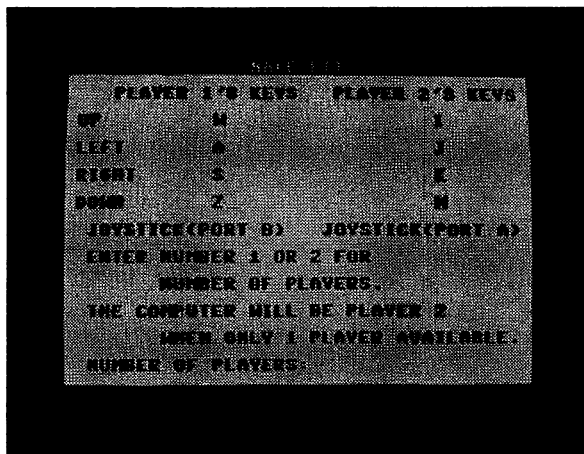 PLAYER 1'S KEYS PLAYER 2'S KEYS
UP W I
LEFT A J
RIGHT S K
DOWN Z M
JOYSTICK(PORT B) JOYSTICK(PORT A)
ENTER NUMBER 1 OR 2 FOR
NUMBER OF PLAYERS.
THE COMPUTER WILL BE PLAYER 2
WHEN ONLY 1 PLAYER AVAILABLE.
NUMBER OF PLAYERS: